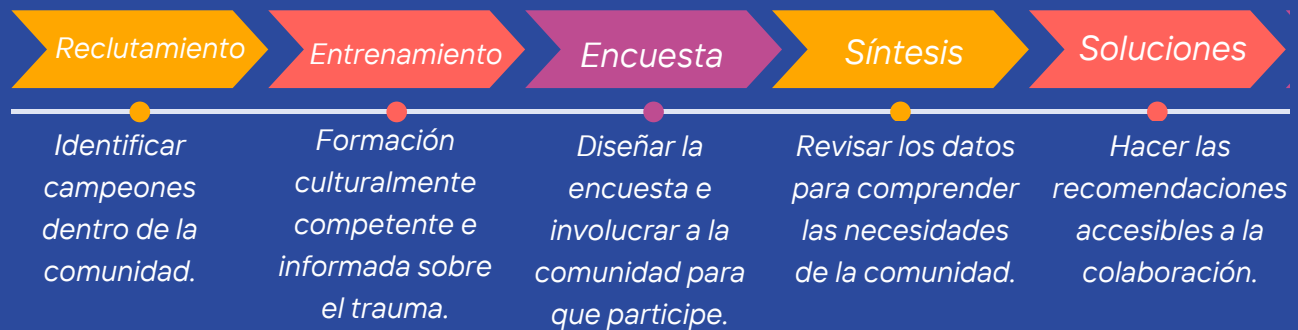 Reclutamiento
Identificar
campeones
dentro de la
comunidad.
Entrenamiento
Formación
culturalmente
competente e
informada sobre
el trauma.
Encuesta
Diseñar la
encuesta e
involucrar a la
comunidad para
que participe.
Síntesis
Revisar los datos
para comprender
las necesidades
de la comunidad.
Soluciones
Hacer las
recomendaciones
accesibles a la
colaboración.